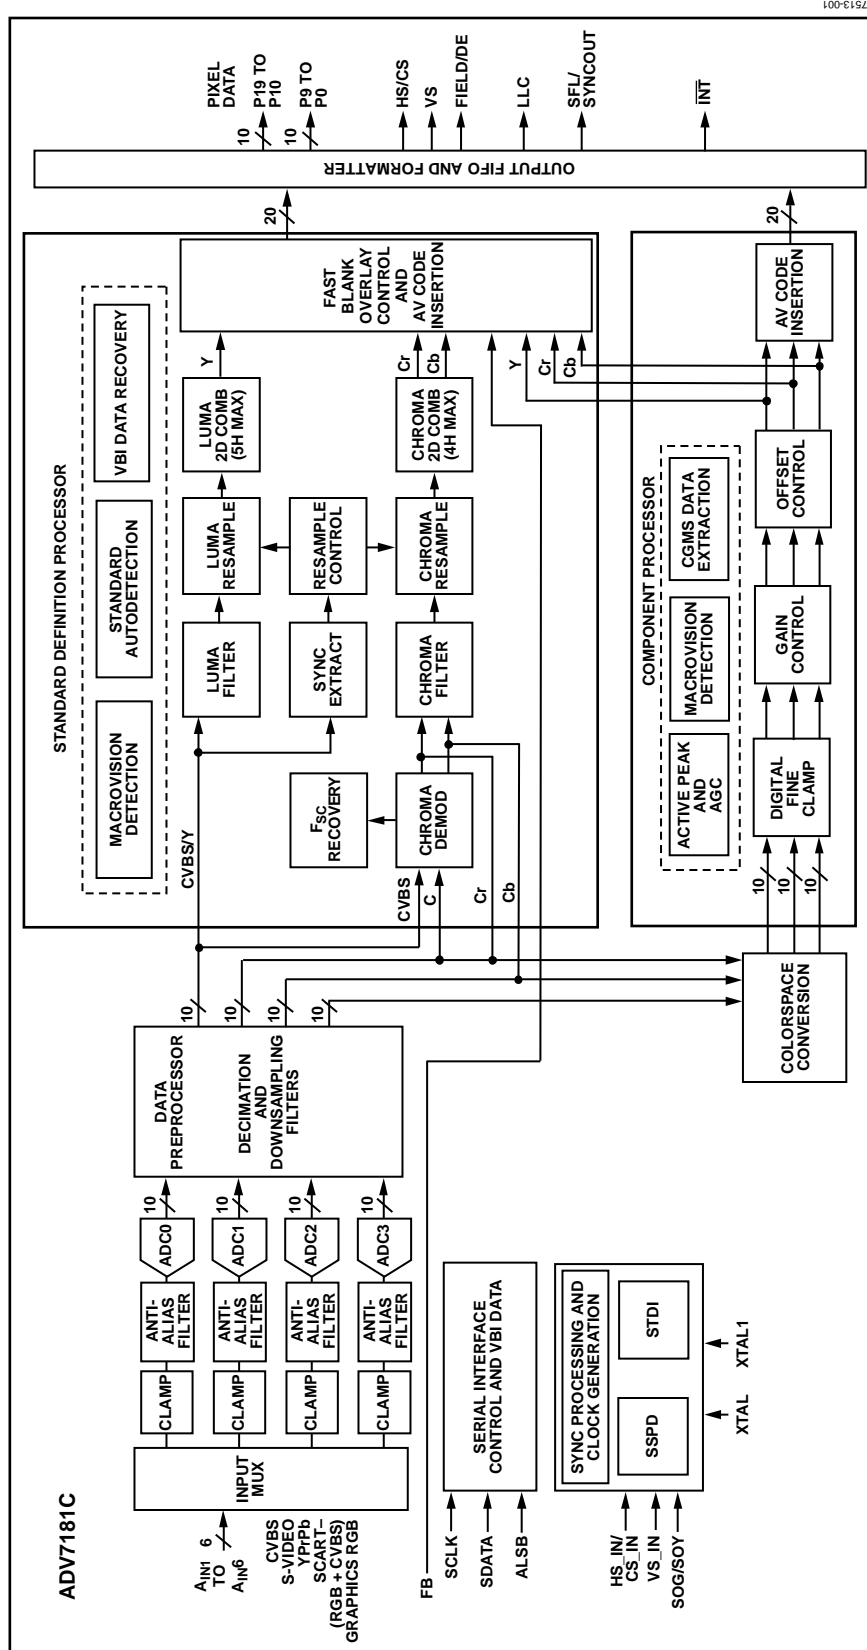 ADV7181C
AIN1
TO
AIN6
6
CVBS
S-VIDEO
YPrPb
SCART–
(RGB + CVBS)
GRAPHICS RGB
INPUT
MUX
CLAMP
ANTI-
ALIAS
FILTER
ADC0
10
CLAMP
ANTI-
ALIAS
FILTER
ADC1
10
CLAMP
ANTI-
ALIAS
FILTER
ADC2
10
CLAMP
ANTI-
ALIAS
FILTER
ADC3
10
DATA
PREPROCESSOR
DECIMATION
AND
DOWNSAMPLING
FILTERS
10
10
10
10
FB
SCLK
SDATA
ALSB
SERIAL INTERFACE
CONTROL AND VBI DATA
HS_IN/
CS_IN
VS_IN
SOG/SOY
SYNC PROCESSING AND
CLOCK GENERATION
SSPD
STDI
XTAL
XTAL1
COLORSPACE
CONVERSION
STANDARD DEFINITION PROCESSOR
MACROVISION
DETECTION
STANDARD
AUTODETECTION
VBI DATA RECOVERY
CVBS/Y
CVBS
C
Cr
Cb
FSC
RECOVERY
CHROMA
DEMOD
LUMA
FILTER
SYNC
EXTRACT
CHROMA
FILTER
LUMA
RESAMPLE
RESAMPLE
CONTROL
CHROMA
RESAMPLE
LUMA
2D COMB
(5H MAX)
CHROMA
2D COMB
(4H MAX)
Y
Cr
Cb
Y
Cr
Cb
FAST
BLANK
OVERLAY
CONTROL
AND
AV CODE
INSERTION
20
COMPONENT PROCESSOR
ACTIVE PEAK
AND
AGC
MACROVISION
DETECTION
CGMS DATA
EXTRACTION
10
10
10
DIGITAL
FINE
CLAMP
GAIN
CONTROL
OFFSET
CONTROL
AV CODE
INSERTION
20
OUTPUT FIFO AND FORMATTER
PIXEL
DATA
10
P19 TO
P10
10
P9 TO
P0
HS/CS
VS
FIELD/DE
LLC
SFL/
SYNCOUT
INT
7513-001